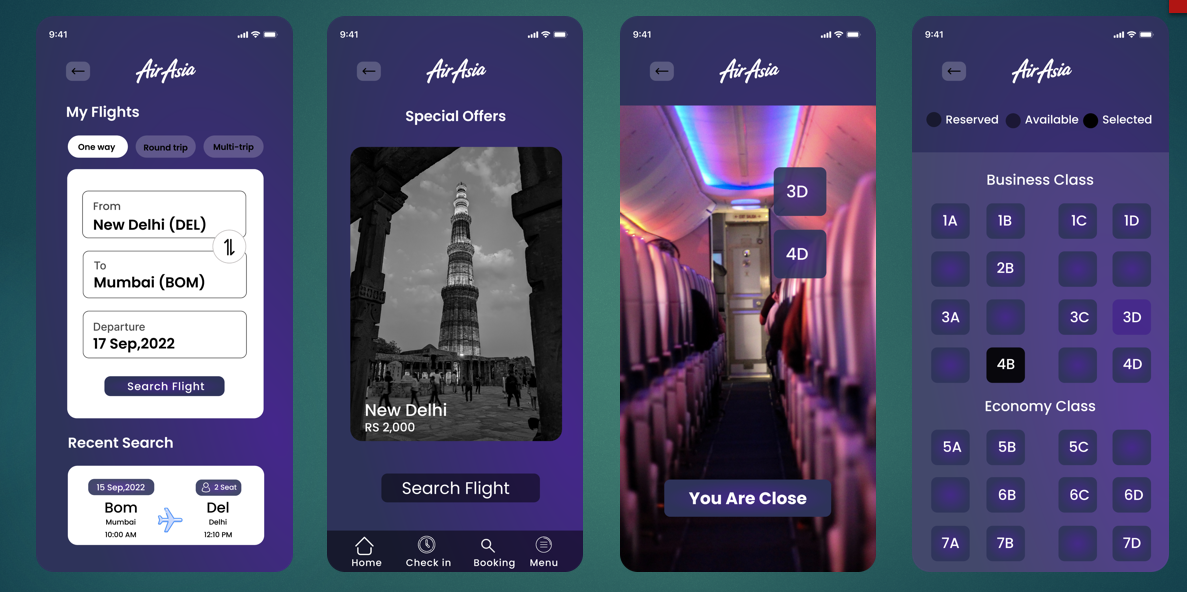 9:41
AirAsia
My Flights
One way Round trip Multi-trip
From
New Delhi (DEL)
To
Mumbai (BOM)
Departure
17 Sep,2022
Search Flight
Recent Search
15 Sep,2022 2 Seat
Bom Del
Mumbai Delhi
10:00 AM 12:10 PM
9:41
AirAsia
Special Offers
New Delhi
RS 2,000
Search Flight
Home Check in Booking Menu
9:41
AirAsia
3D
4D
You Are Close
9:41
AirAsia
Reserved Available Selected
Business Class
1A 1B 1C 1D
2B
3A 3C 3D
4B 4D
Economy Class
5A 5B 5C
6B 6C 6D
7A 7B 7D